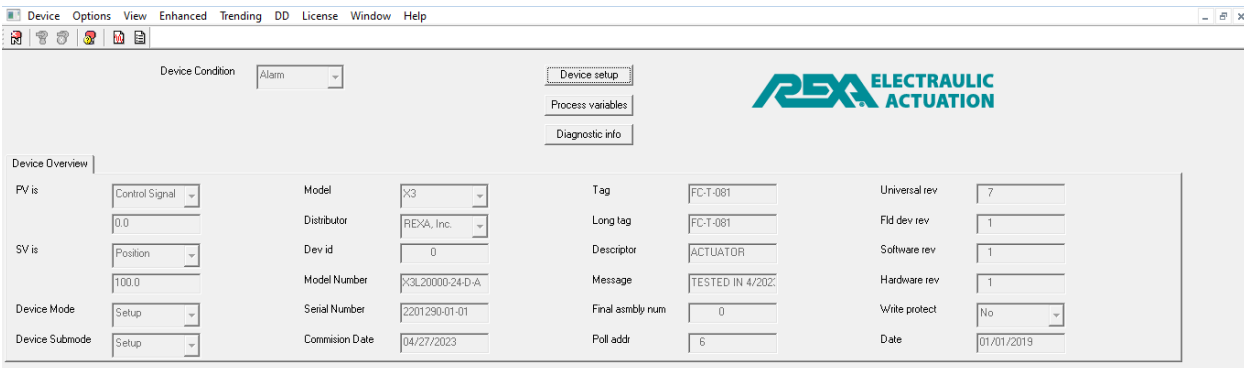 Device Options View Enhanced Trending DD License Window Help
Device Condition Alarm Device setup
REXA ELECTRAULIC
ACTUATION
Process variables
Diagnostic info
Device Overview
PV is Control Signal Model X3 Tag FC-T-081 Universal rev 7
0.0 Distributor REXA, Inc. Long tag FC-T-081 Fld dev rev 1
SV is Position Dev id 0 Descriptor ACTUATOR Software rev 1
100.0 Model Number X3L20000-24-D-A Message TESTED IN 4/202 Hardware rev 1
Device Mode Setup Serial Number 2201290-01-01 Final asmbly num 0 Write protect No
Device Submode Setup Commision Date 04/27/2023 Poll addr 6 Date 01/01/2019